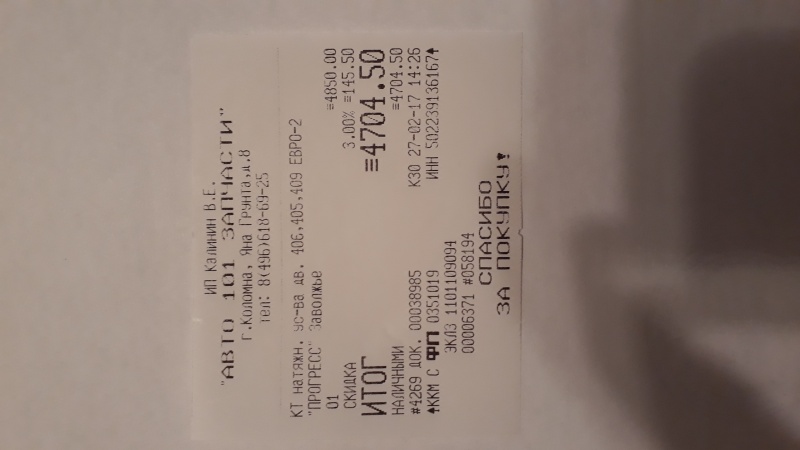 ИП Калинин В.Е.
"АВТО 101 ЗАПЧАСТИ"
г.Коломна, Яна Грунта,д.8
тел: 8(496)618-69-25
КТ натяжн. ус-ва дв. 406,405,409 ЕВРО-2
"ПРОГРЕСС" Заволжье
01 ≡4850.00
СКИДКА 3.00% ≡145.50
ИТОГ ≡4704.50
НАЛИЧНЫМИ ≡4704.50
#4269 ДОК. 00038985 К30 27-02-17 14:26
↑ККМ С ФП 0351019 ИНН 502239136167↑
ЭКЛЗ 1101109094
00006371 #058194
СПАСИБО
ЗА ПОКУПКУ!